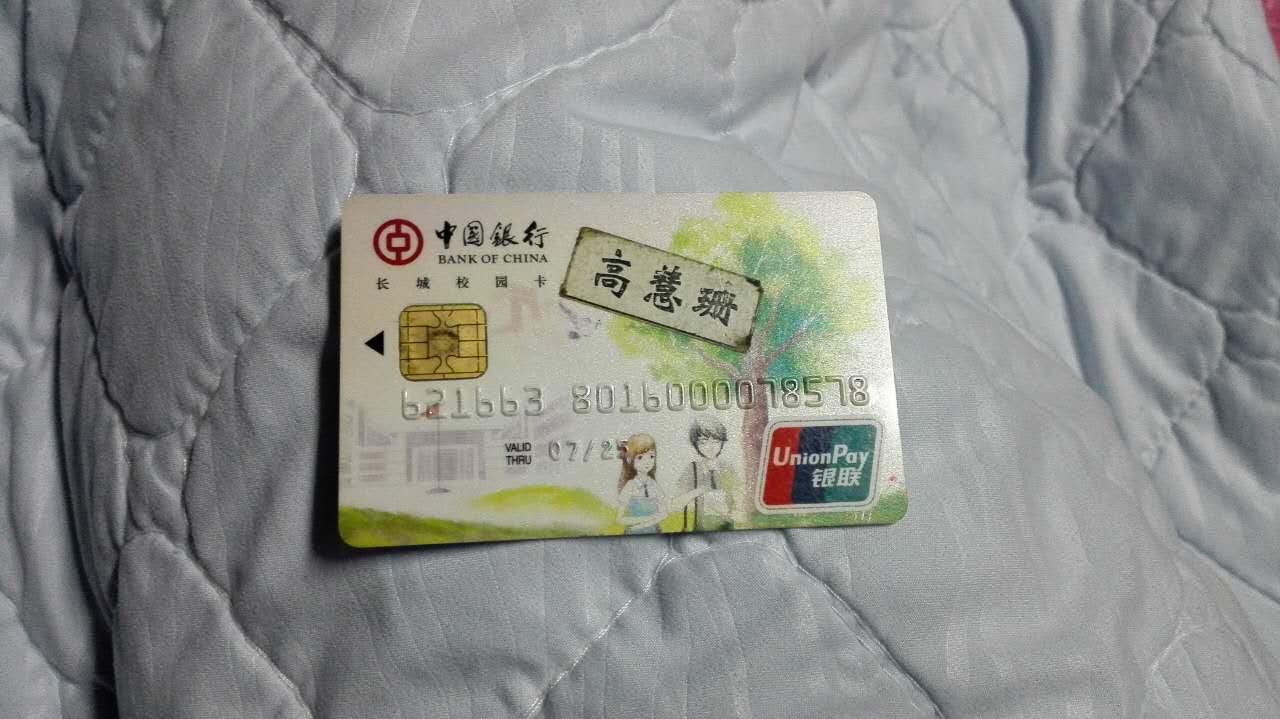 中国銀行
BANK OF CHINA
长城校园卡
高慧珊
621663 8016000078578
VALID THRU 07/25
UnionPay
银联